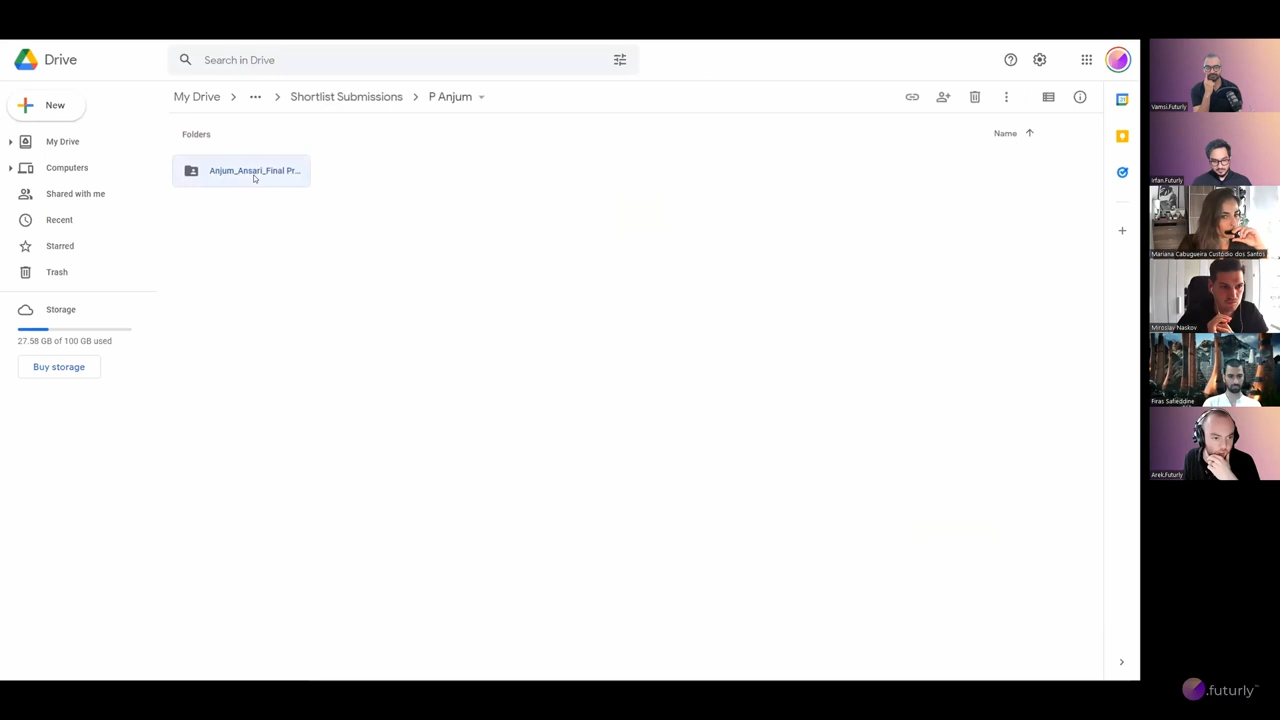 Drive
Search in Drive
New
My Drive
Computers
Shared with me
Recent
Starred
Trash
Storage
27.58 GB of 100 GB used
Buy storage
My Drive
Shortlist Submissions
P Anjum
Folders
Name
Anjum_Ansari_Final Pr...
Vamsi.Futurly
Irfan.Futurly
Mariana Cabugueira Custódio dos Santos
Miroslav Naskov
Firas Safieddine
Arek.Futurly
.futurly™